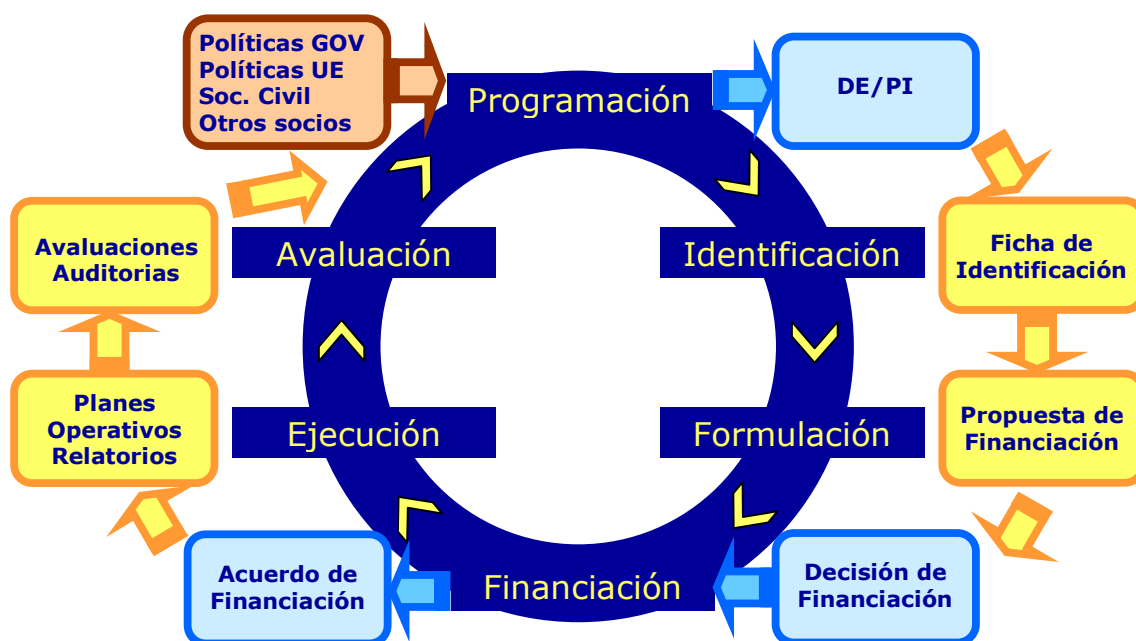 Políticas GOV
Políticas UE
Soc. Civil
Otros socios
Programación
DE/PI
Avaluaciones
Auditorias
Avaluación
Identificación
Ficha de
Identificación
Planes
Operativos
Relatorios
Ejecución
Formulación
Propuesta de
Financiación
Acuerdo de
Financiación
Financiación
Decisión de
Financiación